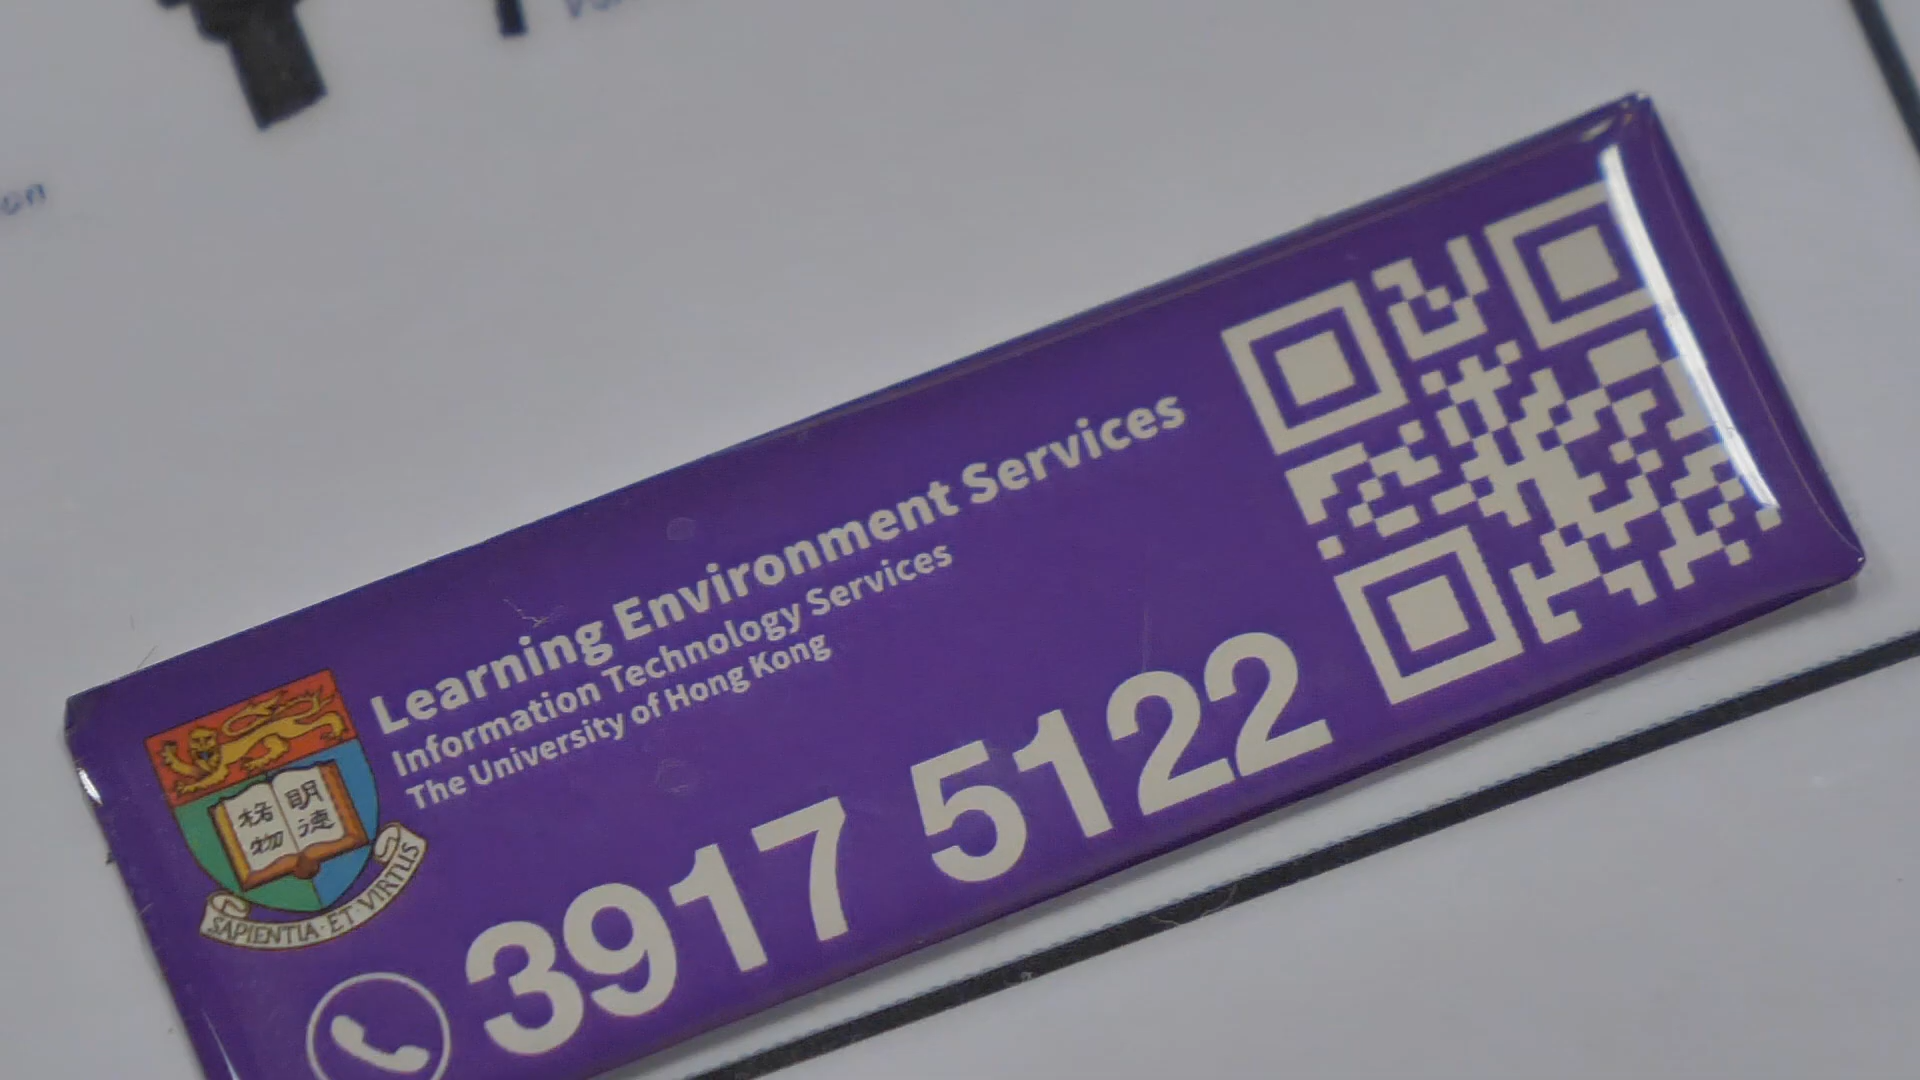 Learning Environment Services
Information Technology Services
The University of Hong Kong
明德
格物
SAPIENTIA·ET·VIRTUS
3917 5122